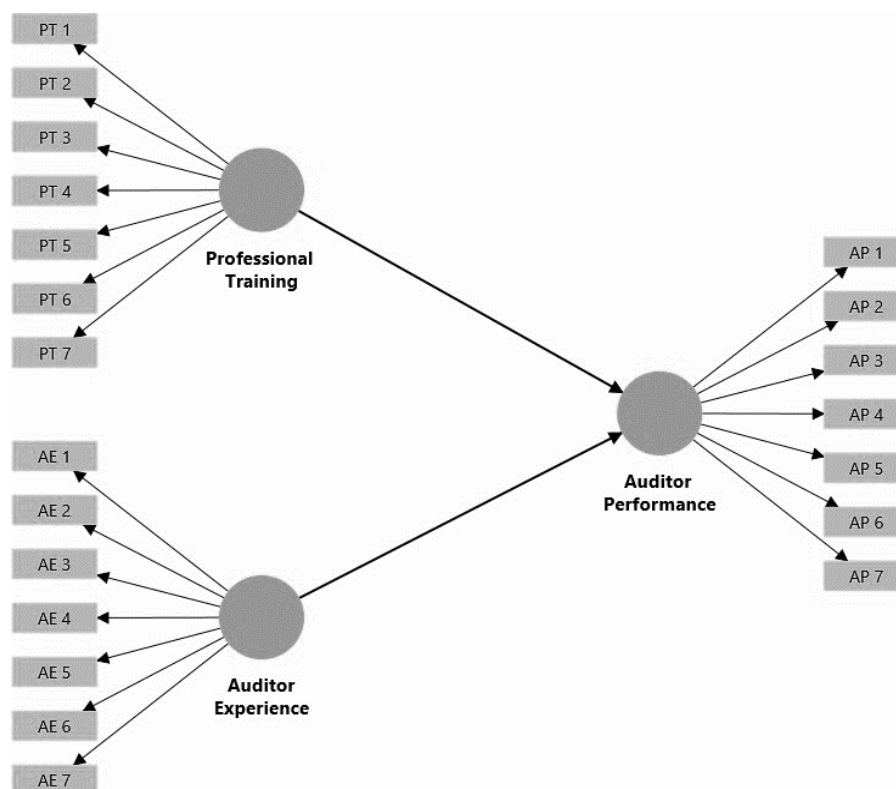 PT 1
PT 2
PT 3
PT 4
PT 5
PT 6
PT 7
Professional
Training
AE 1
AE 2
AE 3
AE 4
AE 5
AE 6
AE 7
Auditor
Experience
Auditor
Performance
AP 1
AP 2
AP 3
AP 4
AP 5
AP 6
AP 7